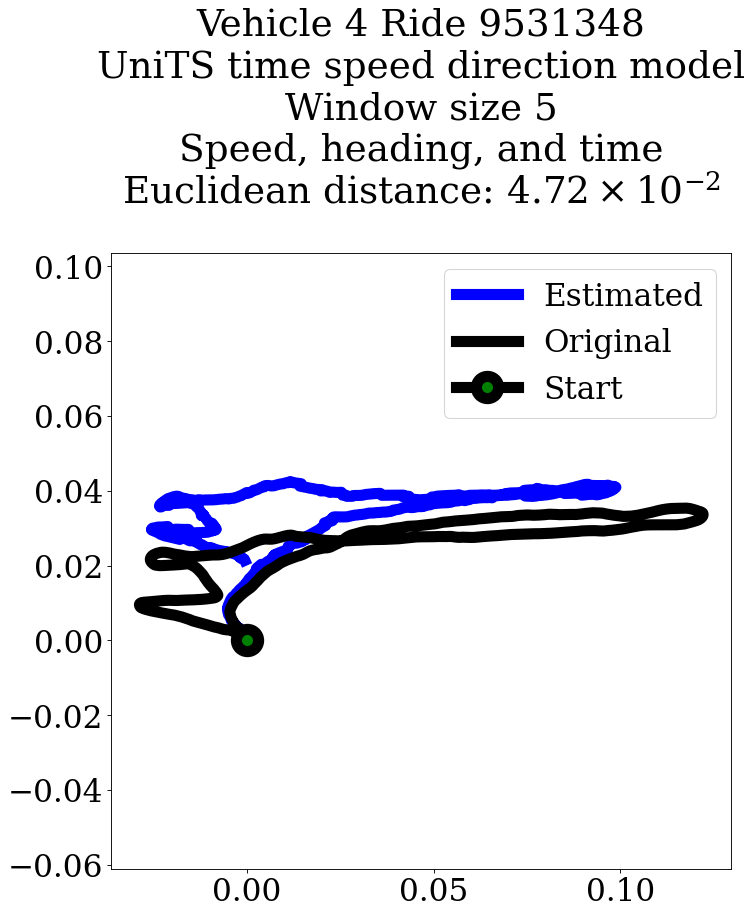 Vehicle 4 Ride 9531348
UniTS time speed direction model
Window size 5
Speed, heading, and time
Euclidean distance: 4.72 × 10⁻²
Estimated
Original
Start
0.10
0.08
0.06
0.04
0.02
0.00
−0.02
−0.04
−0.06
0.00 0.05 0.10